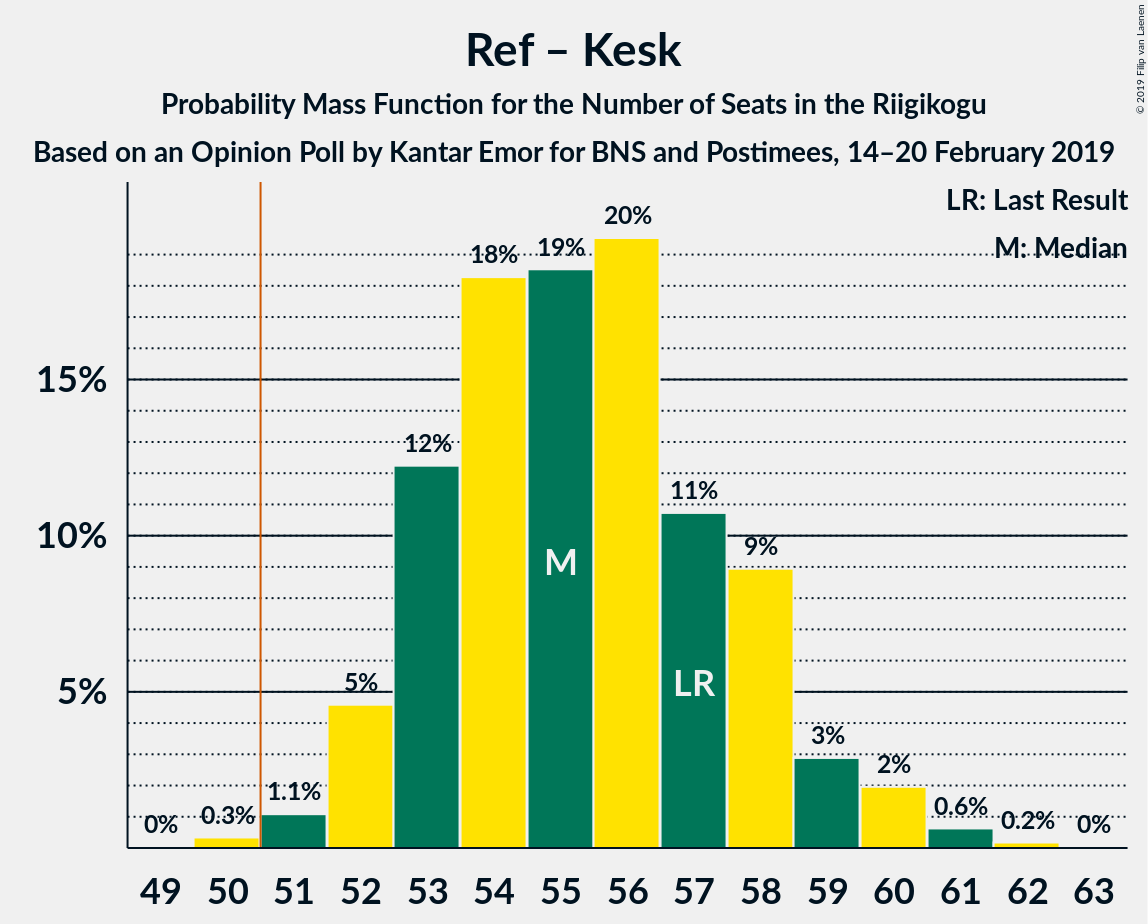 Ref – Kesk
Probability Mass Function for the Number of Seats in the Riigikogu
Based on an Opinion Poll by Kantar Emor for BNS and Postimees, 14–20 February 2019
© 2019 Filip van Laenen
LR: Last Result
M: Median
15%
10%
5%
0%
0.3%
1.1%
5%
12%
18%
19%
20%
11%
9%
3%
2%
0.6%
0.2%
0%
M
LR
49 50 51 52 53 54 55 56 57 58 59 60 61 62 63